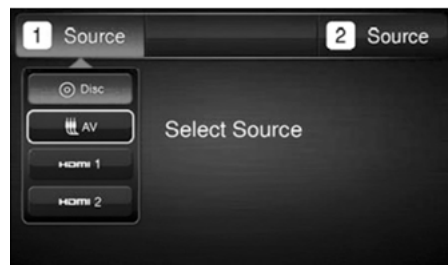 1 Source
2 Source
Disc
AV
Select Source
HDMI 1
HDMI 2